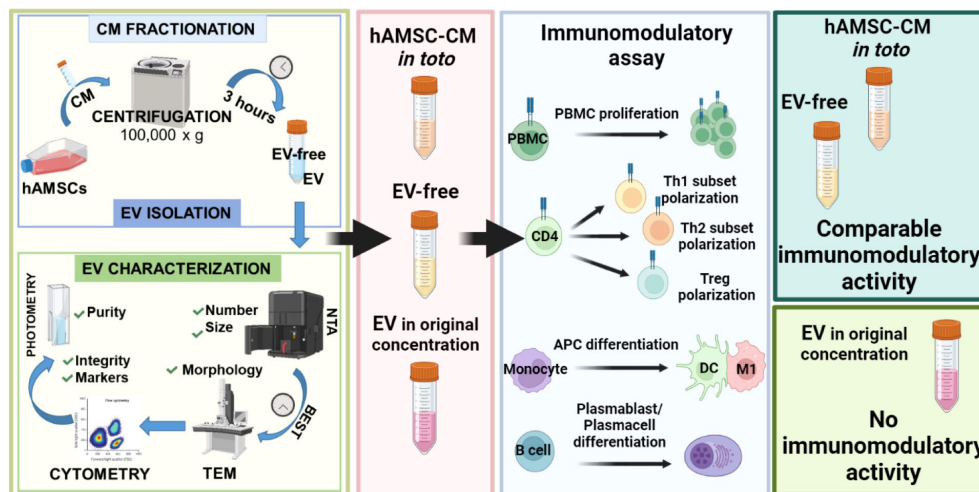 CM FRACTIONATION
CM
CENTRIFUGATION
100,000 x g
3 hours
hAMSCs
EV-free
EV
EV ISOLATION
EV CHARACTERIZATION
PHOTOMETRY
Purity
Number
Size
NTA
Integrity
Markers
Morphology
BEST
CYTOMETRY
TEM
hAMSC-CM
in toto
EV-free
EV in original
concentration
Immunomodulatory
assay
PBMC
PBMC proliferation
CD4
Th1 subset
polarization
Th2 subset
polarization
Treg
polarization
Monocyte
APC differentiation
DC
M1
B cell
Plasmablast/
Plasmacell
differentiation
hAMSC-CM
in toto
EV-free
Comparable
immunomodulatory
activity
EV in original
concentration
No
immunomodulatory
activity